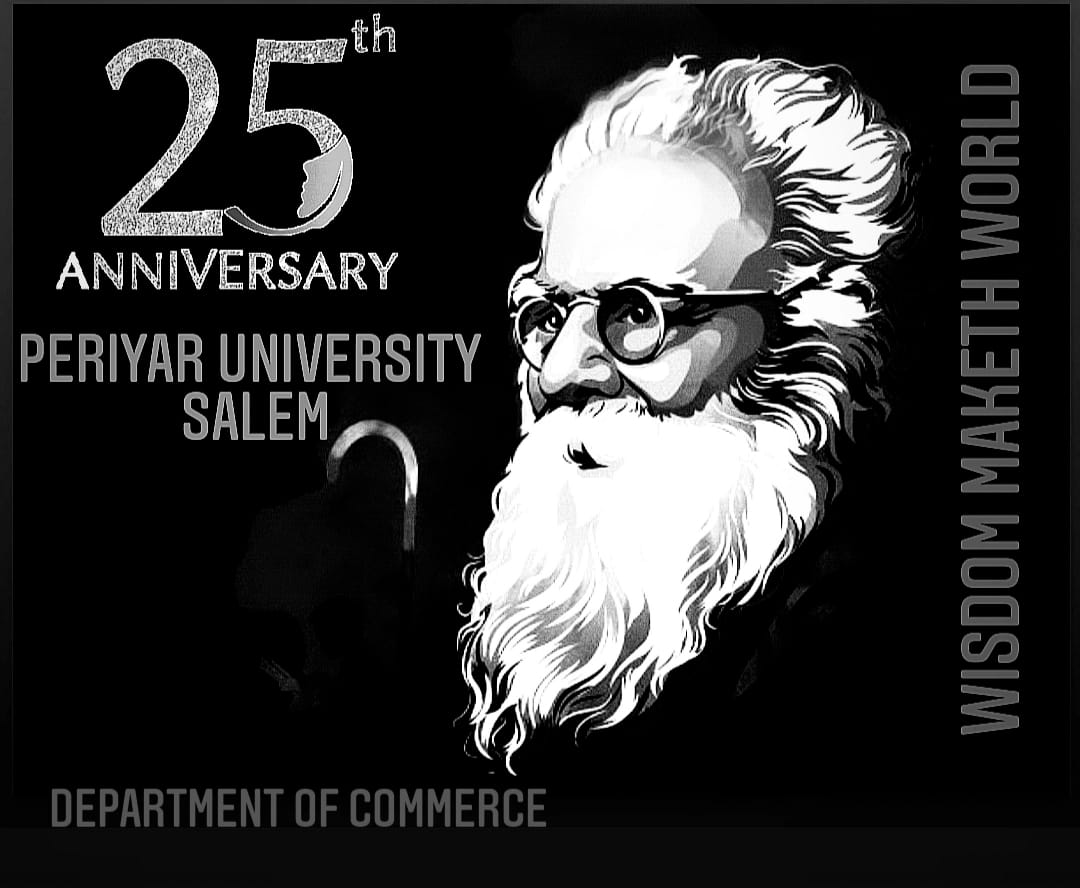 25th
ANNIVERSARY
PERIYAR UNIVERSITY
SALEM
WISDOM MAKETH WORLD
DEPARTMENT OF COMMERCE